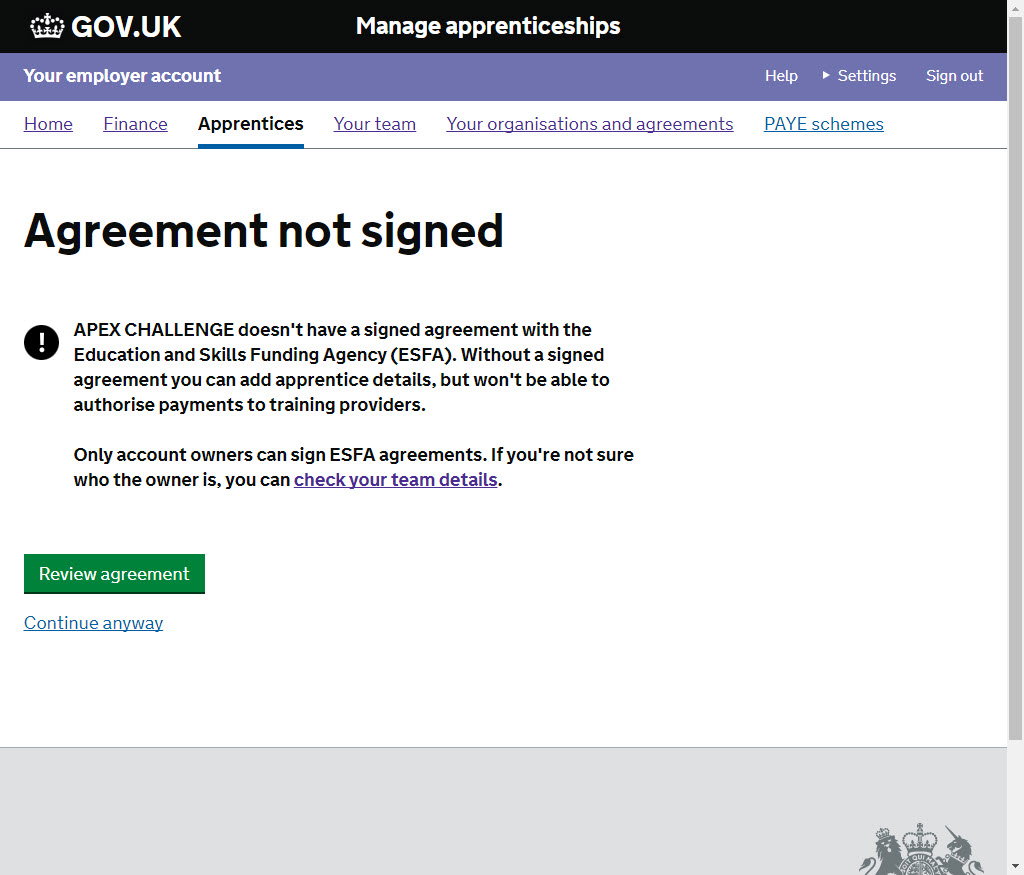 GOV.UK Manage apprenticeships
Your employer account Help Settings Sign out
Home Finance Apprentices Your team Your organisations and agreements PAYE schemes
Agreement not signed
! APEX CHALLENGE doesn't have a signed agreement with the
Education and Skills Funding Agency (ESFA). Without a signed
agreement you can add apprentice details, but won't be able to
authorise payments to training providers.
Only account owners can sign ESFA agreements. If you're not sure
who the owner is, you can check your team details.
Review agreement
Continue anyway